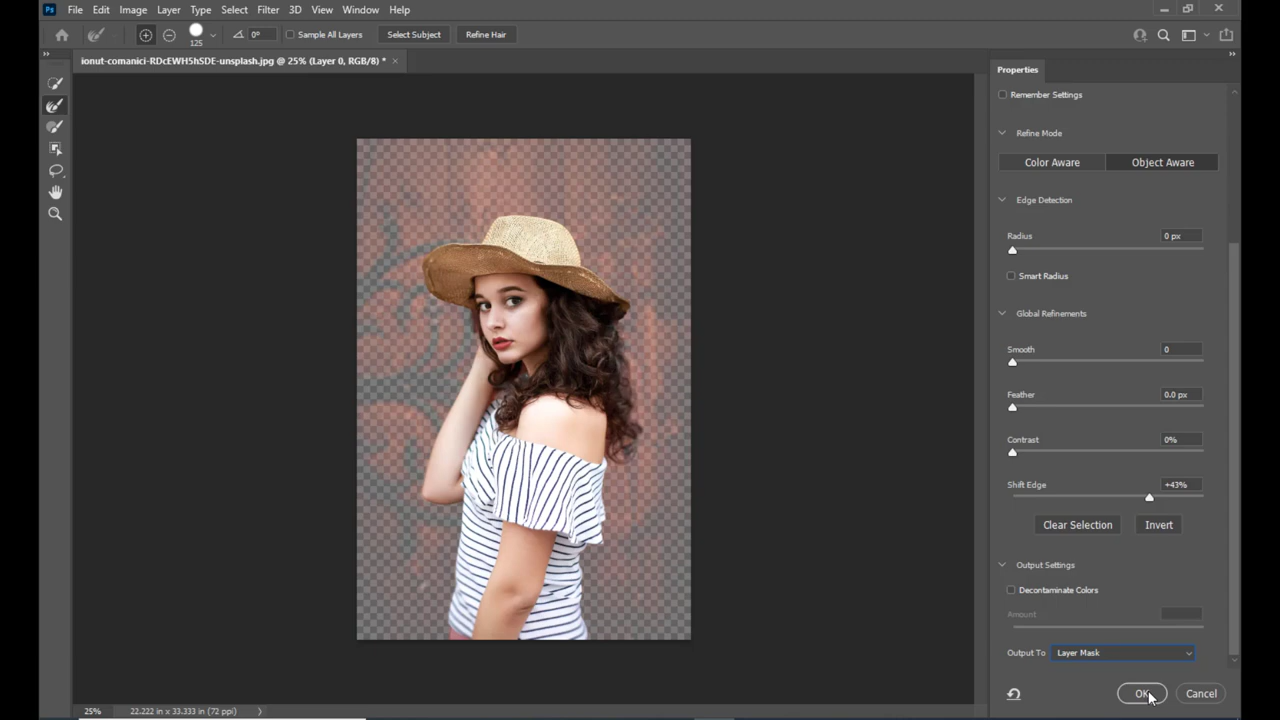 Ps File Edit Image Layer Type Select Filter 3D View Window Help
125 0° Sample All Layers Select Subject Refine Hair
ionut-comanici-RDcEWH5hSDE-unsplash.jpg @ 25% (Layer 0, RGB/8) *
Properties
Remember Settings
Refine Mode
Color Aware Object Aware
Edge Detection
Radius 0 px
Smart Radius
Global Refinements
Smooth 0
Feather 0.0 px
Contrast 0%
Shift Edge +43%
Clear Selection Invert
Output Settings
Decontaminate Colors
Amount
Output To Layer Mask
OK Cancel
25% 22.222 in x 33.333 in (72 ppi)